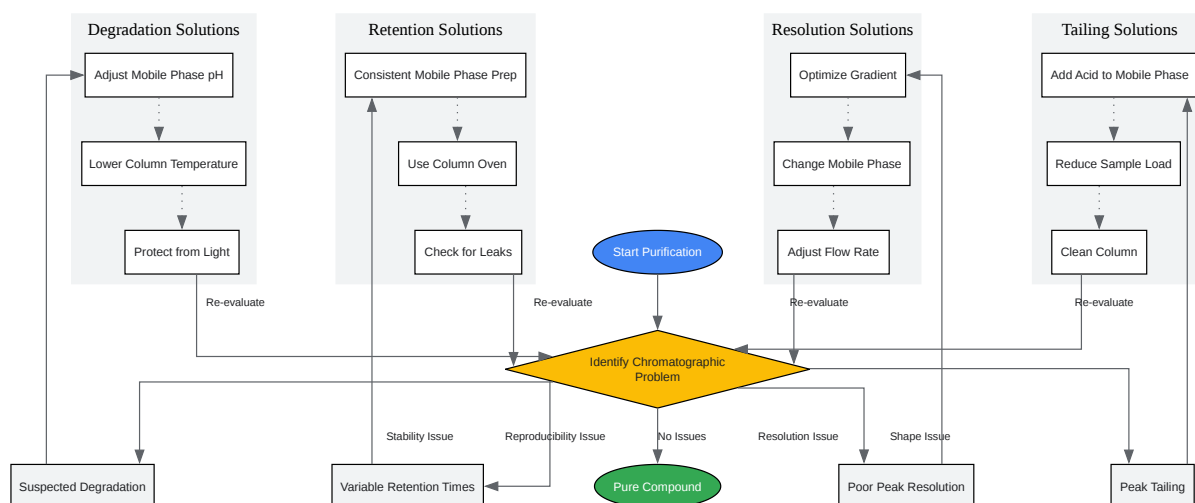 Degradation Solutions
Retention Solutions
Resolution Solutions
Tailing Solutions
Adjust Mobile Phase pH
Consistent Mobile Phase Prep
Optimize Gradient
Add Acid to Mobile Phase
Lower Column Temperature
Use Column Oven
Change Mobile Phase
Reduce Sample Load
Protect from Light
Check for Leaks
Start Purification
Adjust Flow Rate
Clean Column
Re-evaluate
Re-evaluate
Re-evaluate
Re-evaluate
Identify Chromatographic
Problem
Stability Issue
Reproducibility Issue
No Issues
Resolution Issue
Shape Issue
Suspected Degradation
Variable Retention Times
Pure Compound
Poor Peak Resolution
Peak Tailing